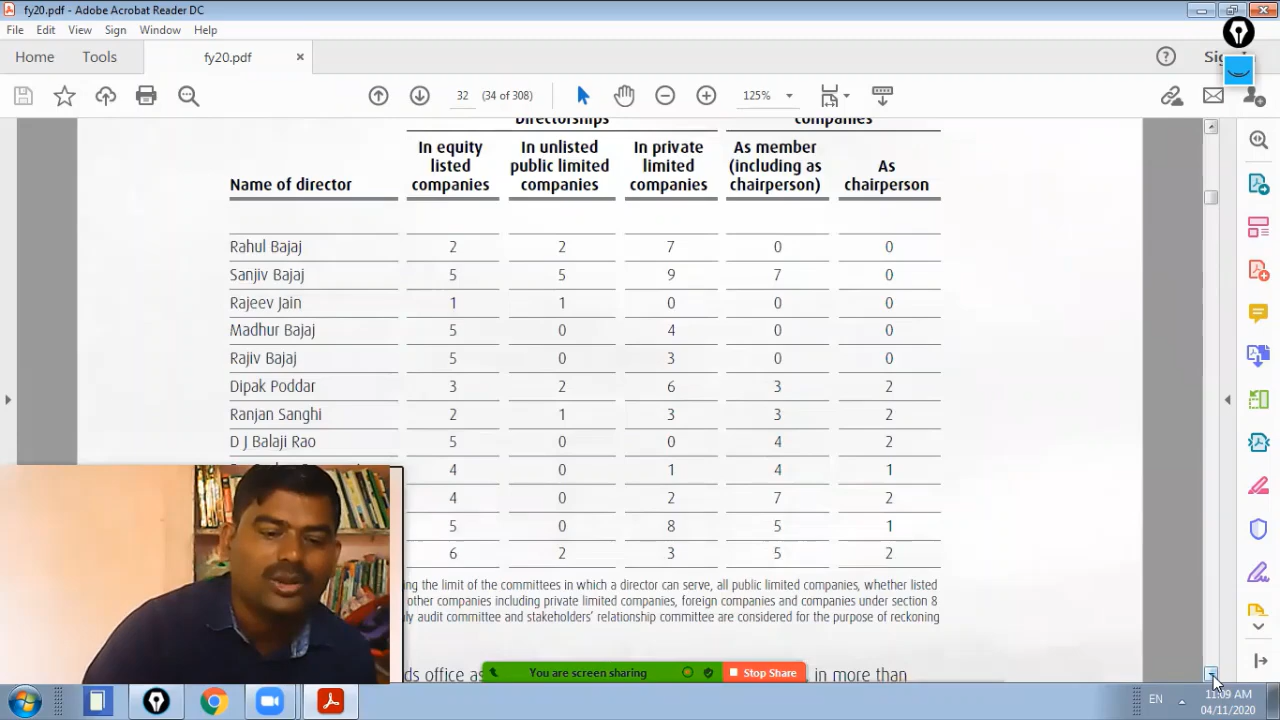 fy20.pdf - Adobe Acrobat Reader DC
File Edit View Sign Window Help
Home Tools fy20.pdf ×
32 (34 of 308) 125%
Directorships companies
In equity listed companies
In unlisted public limited companies
In private limited companies
As member (including as chairperson)
As chairperson
Name of director
Rahul Bajaj 2 2 7 0 0
Sanjiv Bajaj 5 5 9 7 0
Rajeev Jain 1 1 0 0 0
Madhur Bajaj 5 0 4 0 0
Rajiv Bajaj 5 0 3 0 0
Dipak Poddar 3 2 6 3 2
Ranjan Sanghi 2 1 3 3 2
D J Balaji Rao 5 0 0 4 2
4 0 1 4 1
4 0 2 7 2
5 0 8 5 1
6 2 3 5 2
ing the limit of the committees in which a director can serve, all public limited companies, whether listed
other companies including private limited companies, foreign companies and companies under section 8
ly audit committee and stakeholders' relationship committee are considered for the purpose of reckoning
ds office as in more than
You are screen sharing Stop Share
EN 11:09 AM
04/11/2020